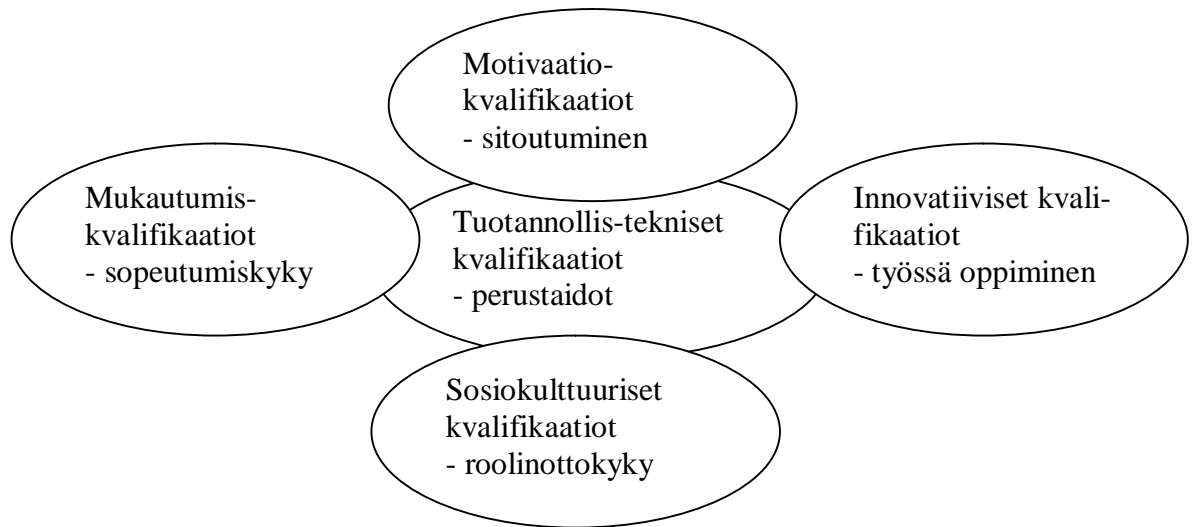 Motivaatio-
kvalifikaatiot
- sitoutuminen
Mukautumis-
kvalifikaatiot
- sopeutumiskyky
Tuotannollis-tekniset
kvalifikaatiot
- perustaidot
Innovatiiviset kvali-
fikaatiot
- työssä oppiminen
Sosiokulttuuriset
kvalifikaatiot
- roolinottokyky